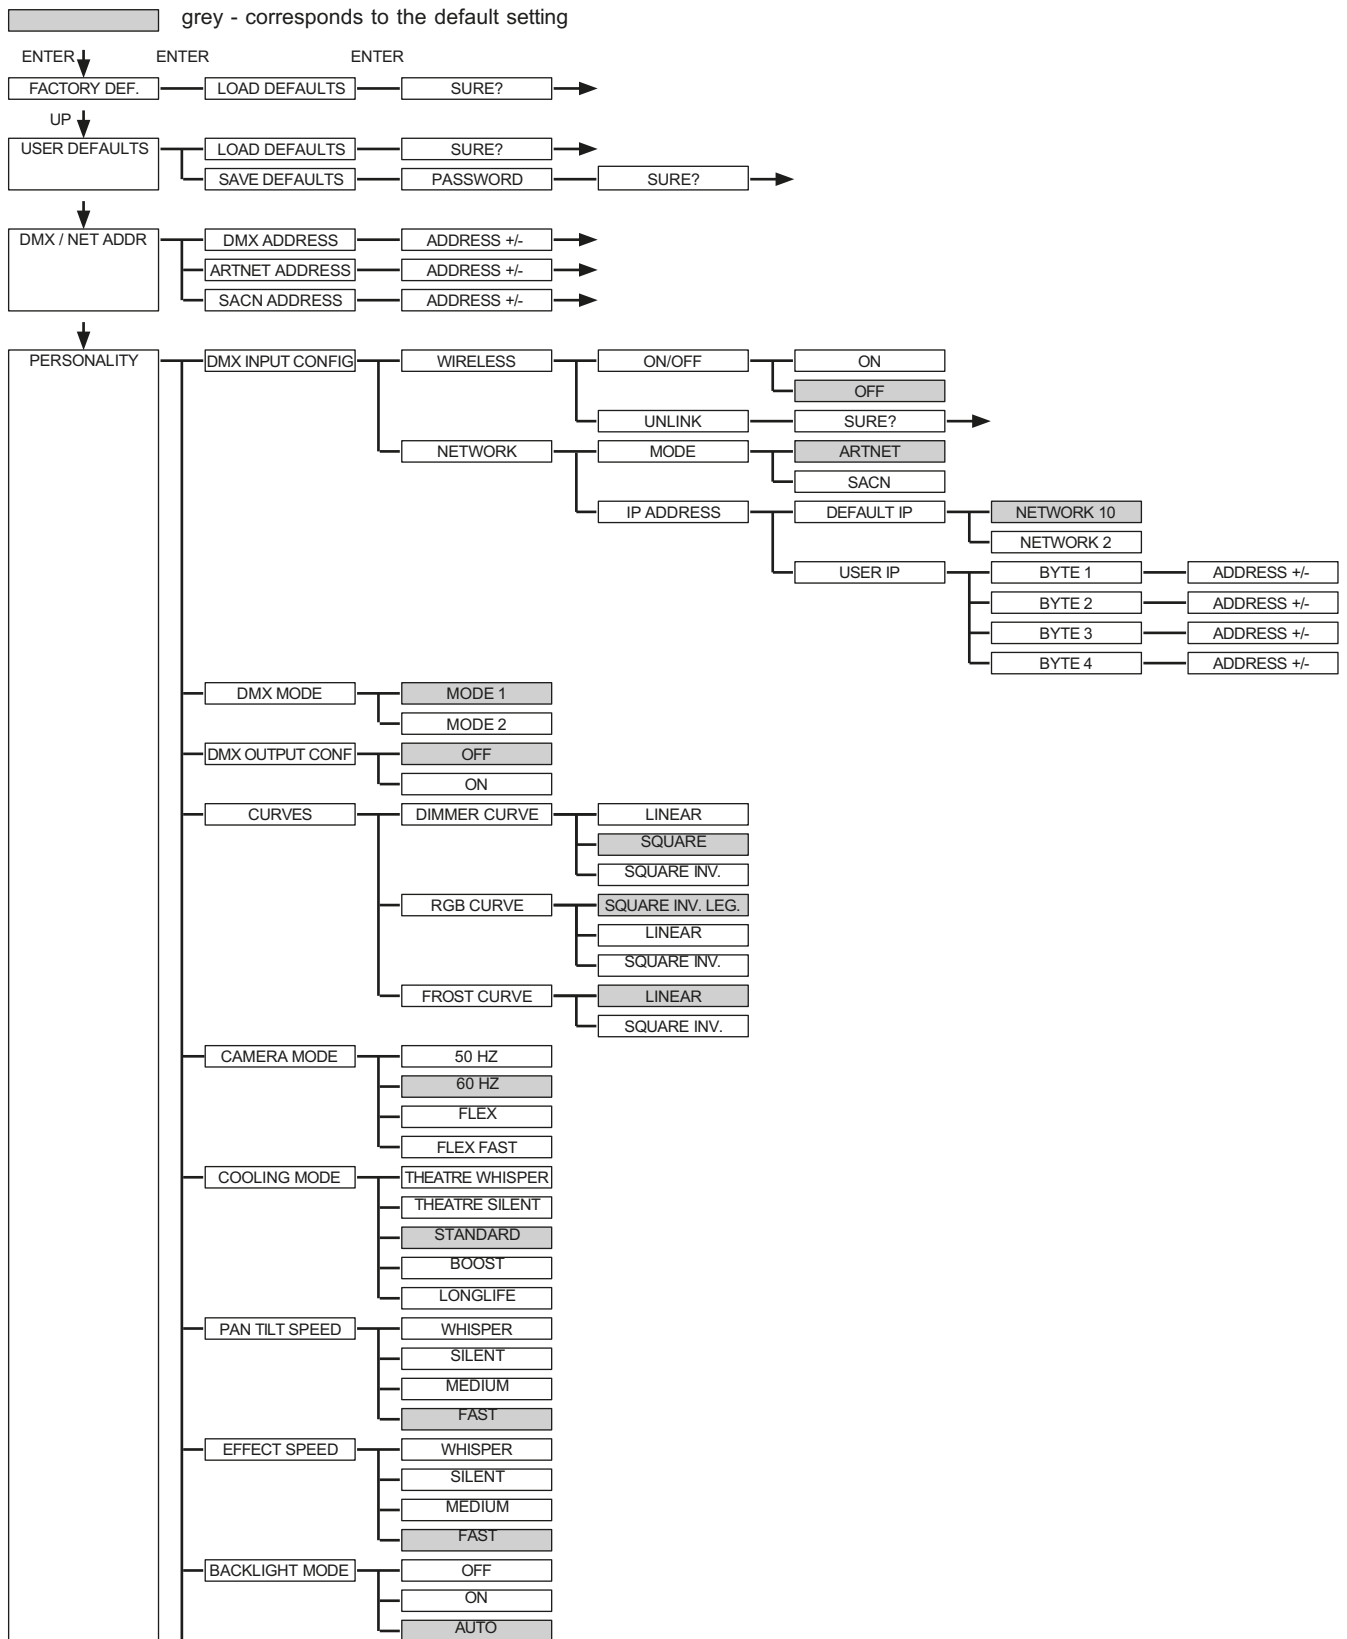 grey - corresponds to the default setting
ENTER ENTER ENTER
FACTORY DEF. LOAD DEFAULTS SURE?
UP
USER DEFAULTS LOAD DEFAULTS SURE?
SAVE DEFAULTS PASSWORD SURE?
DMX / NET ADDR DMX ADDRESS ADDRESS +/-
ARTNET ADDRESS ADDRESS +/-
SACN ADDRESS ADDRESS +/-
PERSONALITY DMX INPUT CONFIG WIRELESS ON/OFF ON
OFF
UNLINK SURE?
NETWORK MODE ARTNET
SACN
IP ADDRESS DEFAULT IP NETWORK 10
NETWORK 2
USER IP BYTE 1 ADDRESS +/-
BYTE 2 ADDRESS +/-
BYTE 3 ADDRESS +/-
BYTE 4 ADDRESS +/-
DMX MODE MODE 1
MODE 2
DMX OUTPUT CONF OFF
ON
CURVES DIMMER CURVE LINEAR
SQUARE
SQUARE INV.
RGB CURVE SQUARE INV. LEG.
LINEAR
SQUARE INV.
FROST CURVE LINEAR
SQUARE INV.
CAMERA MODE 50 HZ
60 HZ
FLEX
FLEX FAST
COOLING MODE THEATRE WHISPER
THEATRE SILENT
STANDARD
BOOST
LONGLIFE
PAN TILT SPEED WHISPER
SILENT
MEDIUM
FAST
EFFECT SPEED WHISPER
SILENT
MEDIUM
FAST
BACKLIGHT MODE OFF
ON
AUTO